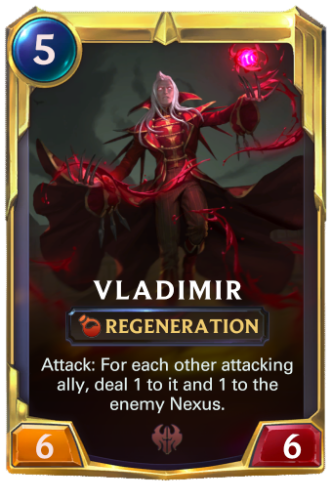 5
VLADIMIR
REGENERATION
Attack: For each other attacking
ally, deal 1 to it and 1 to the
enemy Nexus.
6 6